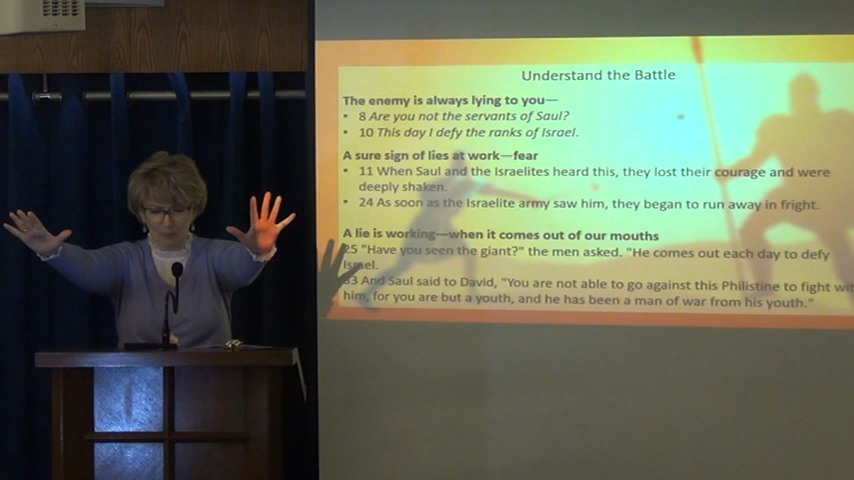 Understand the Battle
The enemy is always lying to you—
• 8 Are you not the servants of Saul?
• 10 This day I defy the ranks of Israel.
A sure sign of lies at work—fear
• 11 When Saul and the Israelites heard this, they lost their courage and were
deeply shaken.
• 24 As soon as the Israelite army saw him, they began to run away in fright.
A lie is working—when it comes out of our mouths
25 "Have you seen the giant?" the men asked. "He comes out each day to defy
Israel.
33 And Saul said to David, "You are not able to go against this Philistine to fight
him, for you are but a youth, and he has been a man of war from his youth."